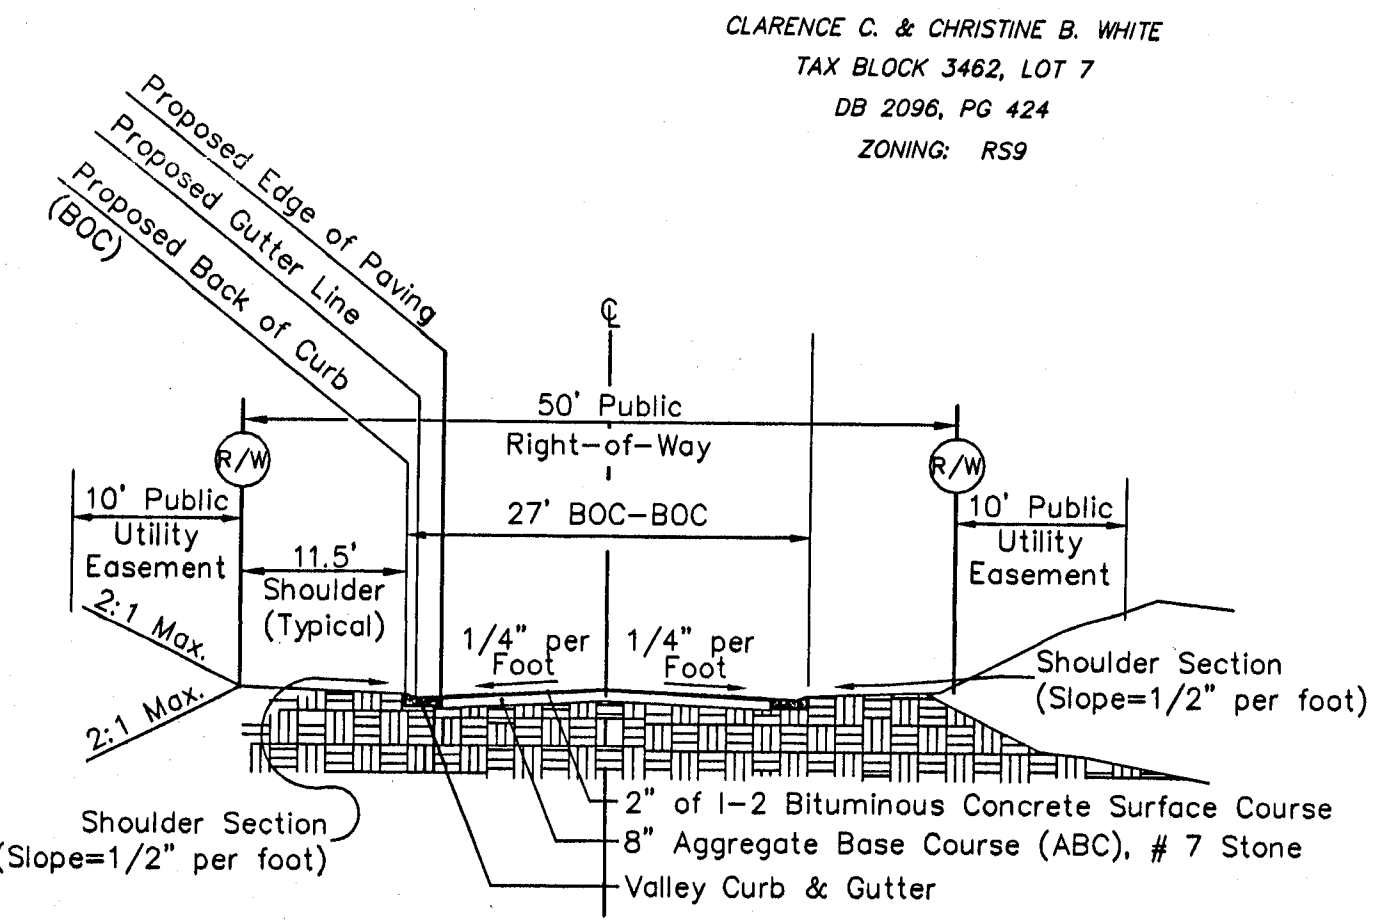 CLARENCE C. & CHRISTINE B. WHITE
TAX BLOCK 3462, LOT 7
DB 2096, PG 424
ZONING: RS9
Proposed Edge of Paving
Proposed Gutter Line
Proposed Back of Curb
(BOC)
℄
50' Public
Right-of-Way
R/W
R/W
10' Public
Utility
Easement
27' BOC-BOC
10' Public
Utility
Easement
11.5'
Shoulder
(Typical)
2:1 Max.
2:1 Max.
1/4" per
Foot
1/4" per
Foot
Shoulder Section
(Slope=1/2" per foot)
2" of I-2 Bituminous Concrete Surface Course
8" Aggregate Base Course (ABC), # 7 Stone
Valley Curb & Gutter
Shoulder Section
(Slope=1/2" per foot)